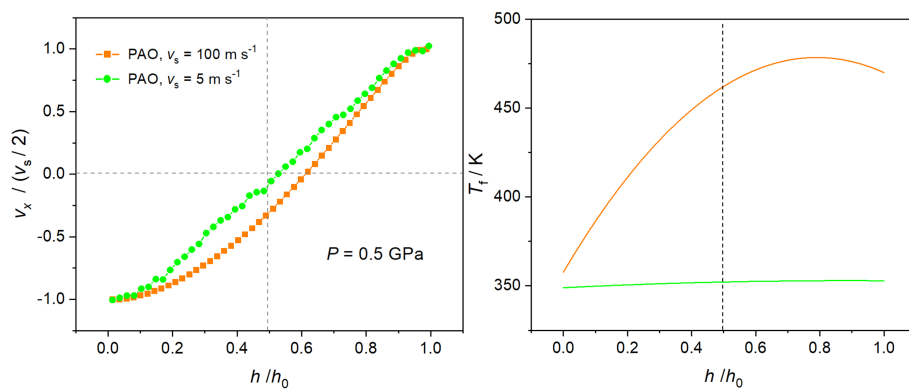 PAO, vs = 100 m s-1
PAO, vs = 5 m s-1
P = 0.5 GPa
vx / (vs / 2)
1.0
0.5
0.0
-0.5
-1.0
0.0 0.2 0.4 0.6 0.8 1.0
h /h0
Tf / K
500
450
400
350
0.0 0.2 0.4 0.6 0.8 1.0
h /h0